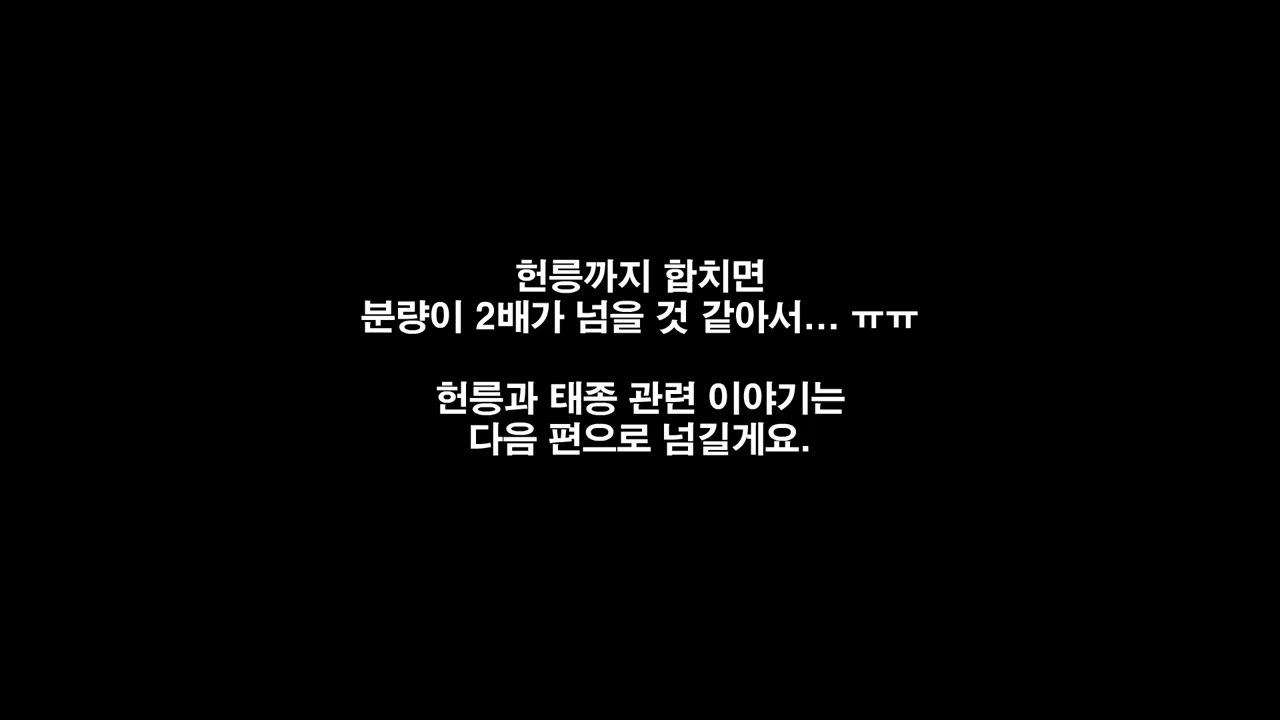 헌릉까지 합치면
분량이 2배가 넘을 것 같아서... ㅠㅠ
헌릉과 태종 관련 이야기는
다음 편으로 넘길게요.